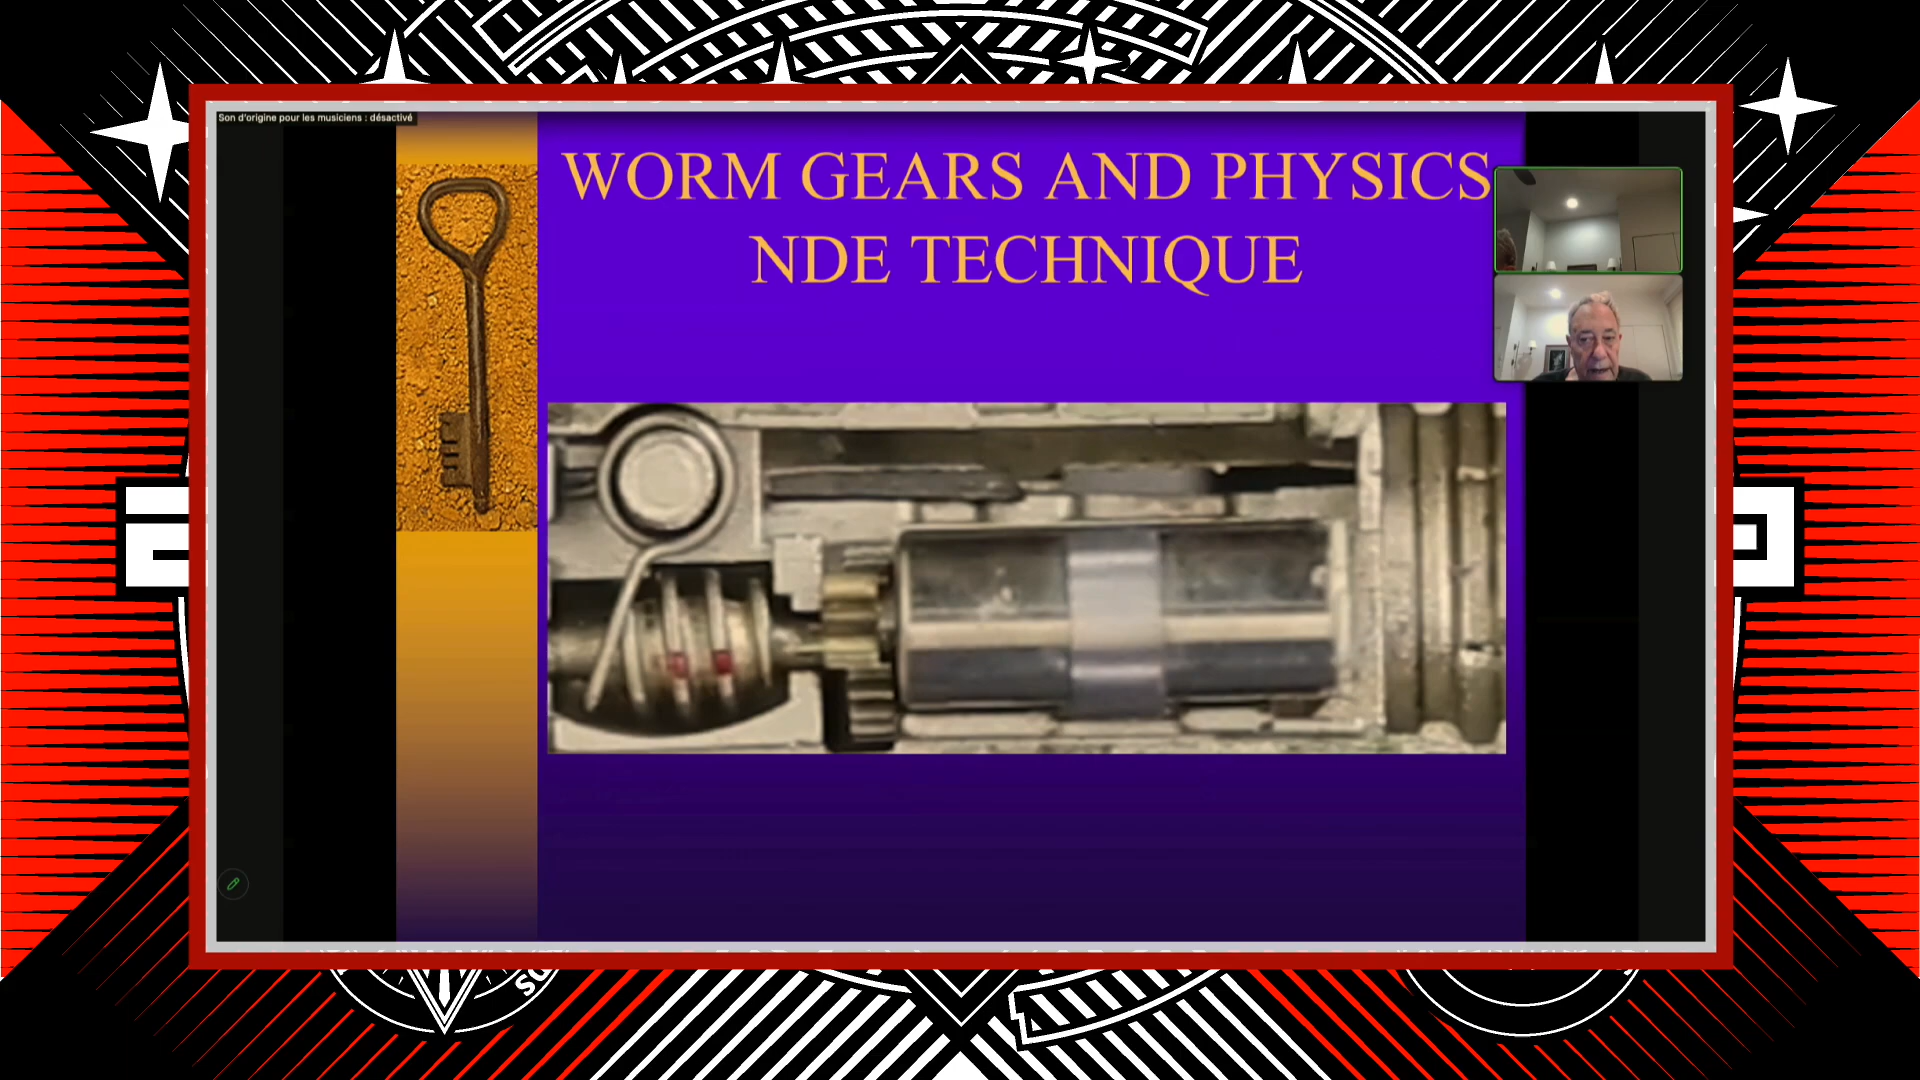 Son d'origine pour les musiciens : désactivé
WORM GEARS AND PHYSICS
NDE TECHNIQUE